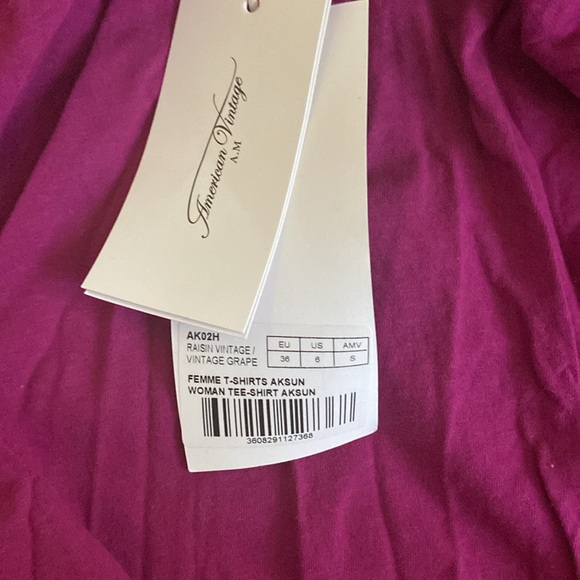 American Vintage
A.M
AK02H
RAISIN VINTAGE /
VINTAGE GRAPE
EU US AMV
36 6 S
FEMME T-SHIRTS AKSUN
WOMAN TEE-SHIRT AKSUN
3608291127368